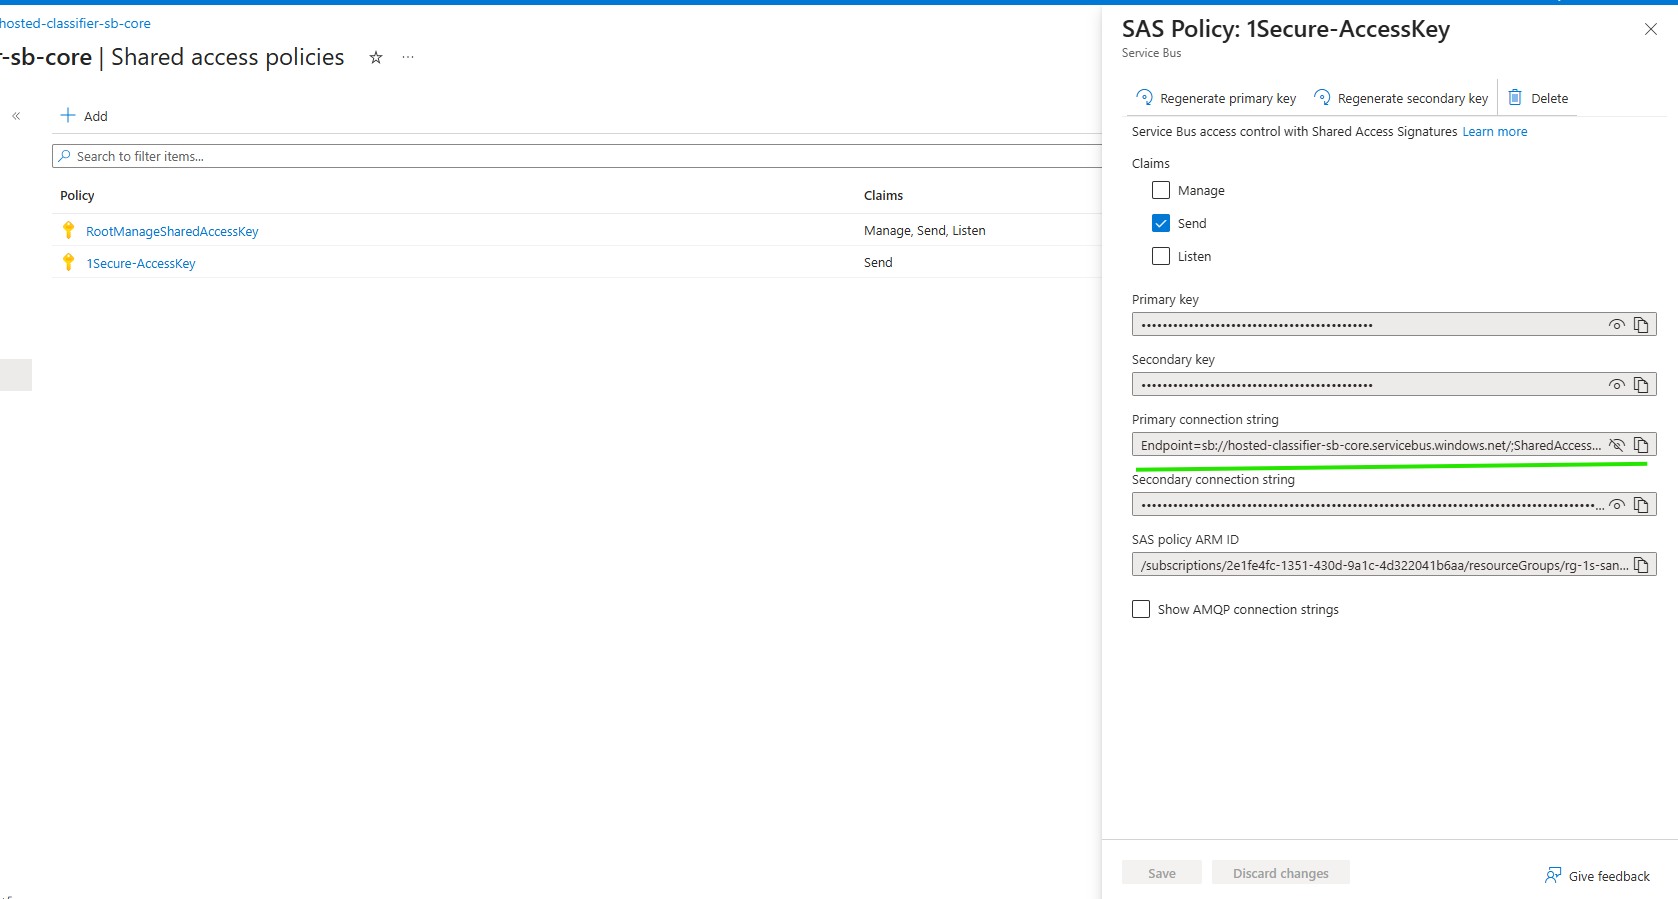 hosted-classifier-sb-core
r-sb-core | Shared access policies
Add
Search to filter items...
Policy
Claims
RootManageSharedAccessKey
Manage, Send, Listen
1Secure-AccessKey
Send
SAS Policy: 1Secure-AccessKey
Service Bus
Regenerate primary key
Regenerate secondary key
Delete
Service Bus access control with Shared Access Signatures Learn more
Claims
Manage
Send
Listen
Primary key
••••••••••••••••••••••••••••••••••••••••••••
Secondary key
••••••••••••••••••••••••••••••••••••••••••••
Primary connection string
Endpoint=sb://hosted-classifier-sb-core.servicebus.windows.net/;SharedAccess...
Secondary connection string
••••••••••••••••••••••••••••••••••••••••••••••••••••••••••••••••••••••••••••••••••••••...
SAS policy ARM ID
/subscriptions/2e1fe4fc-1351-430d-9a1c-4d322041b6aa/resourceGroups/rg-1s-san...
Show AMQP connection strings
Save
Discard changes
Give feedback